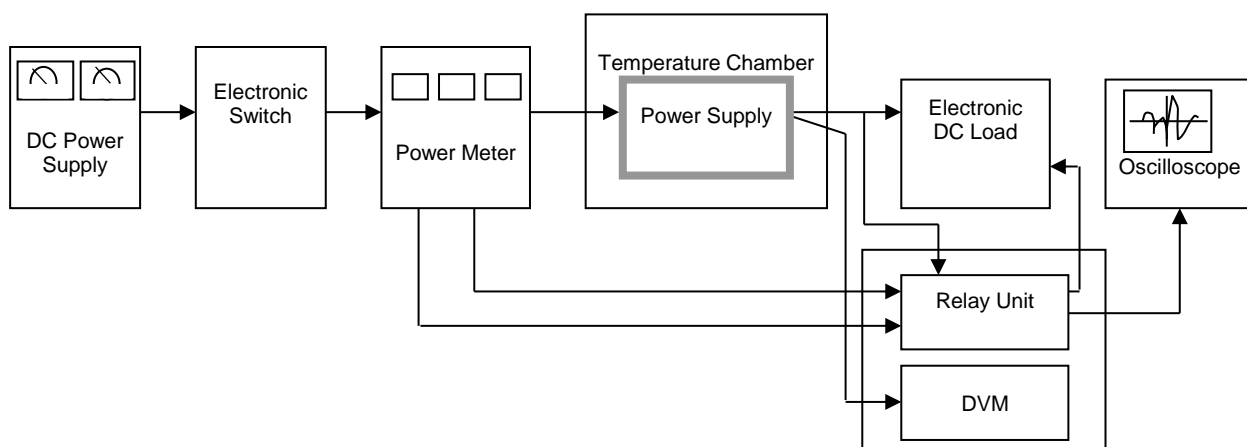 DC Power
Supply
Electronic
Switch
Power Meter
Temperature Chamber
Power Supply
Electronic
DC Load
Oscilloscope
Relay Unit
DVM